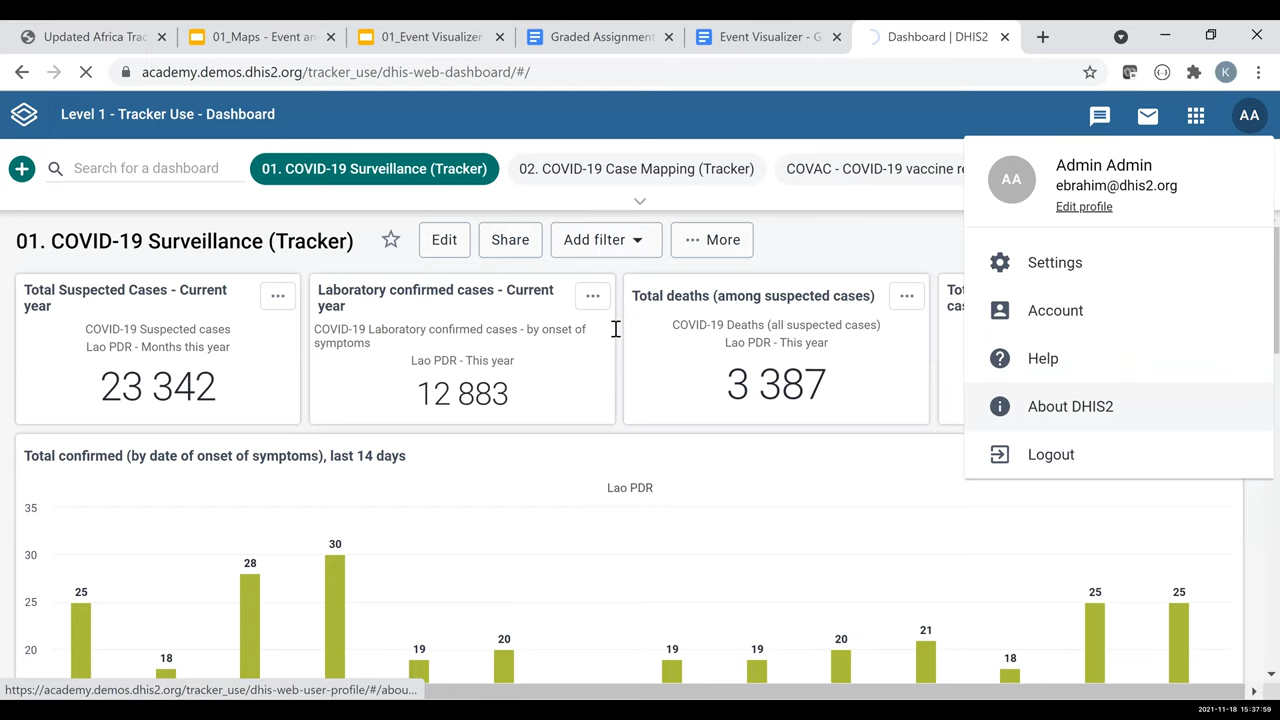 Updated Africa Trac
01_Maps - Event an
01_Event Visualizer
Graded Assignment
Event Visualizer - G
Dashboard | DHIS2
academy.demos.dhis2.org/tracker_use/dhis-web-dashboard/#/
K
Level 1 - Tracker Use - Dashboard
AA
Search for a dashboard
01. COVID-19 Surveillance (Tracker)
02. COVID-19 Case Mapping (Tracker)
COVAC - COVID-19 vaccine re
AA
Admin Admin
ebrahim@dhis2.org
Edit profile
Settings
Account
Help
About DHIS2
Logout
01. COVID-19 Surveillance (Tracker)
Edit
Share
Add filter
More
Total Suspected Cases - Current
year
COVID-19 Suspected cases
Lao PDR - Months this year
23 342
Laboratory confirmed cases - Current
year
COVID-19 Laboratory confirmed cases - by onset of
symptoms
Lao PDR - This year
12 883
Total deaths (among suspected cases)
COVID-19 Deaths (all suspected cases)
Lao PDR - This year
3 387
Total confirmed (by date of onset of symptoms), last 14 days
Lao PDR
35
30
25
20
25
18
28
30
19
20
19
19
20
21
18
25
25
https://academy.demos.dhis2.org/tracker_use/dhis-web-user-profile/#/abou...
2021-11-18 15:37:59